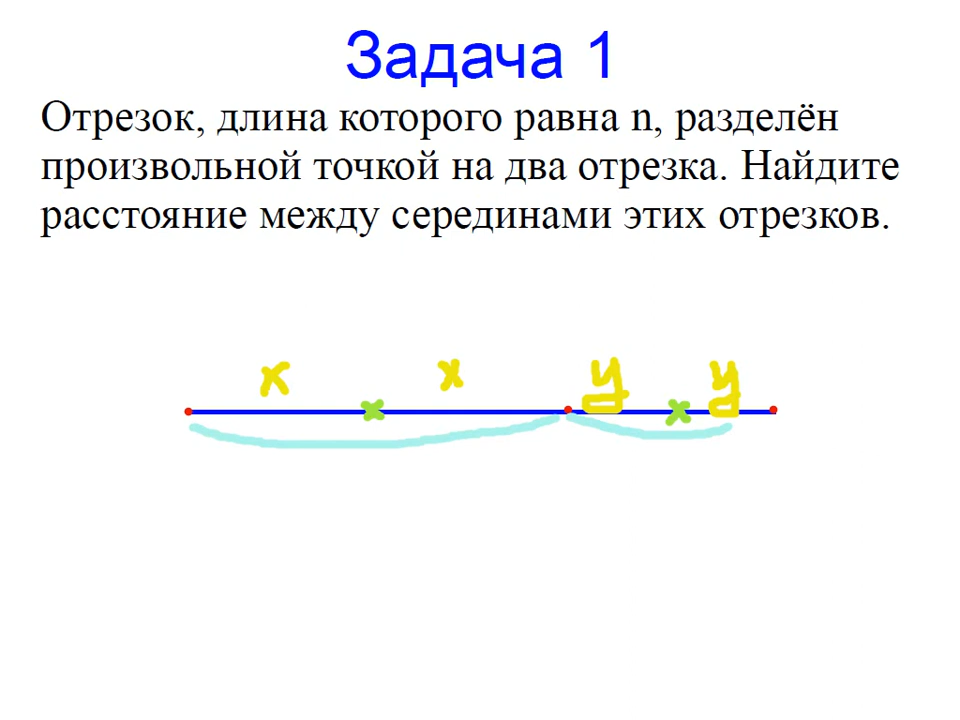 Задача 1
Отрезок, длина которого равна n, разделён
произвольной точкой на два отрезка. Найдите
расстояние между серединами этих отрезков.
x x y y